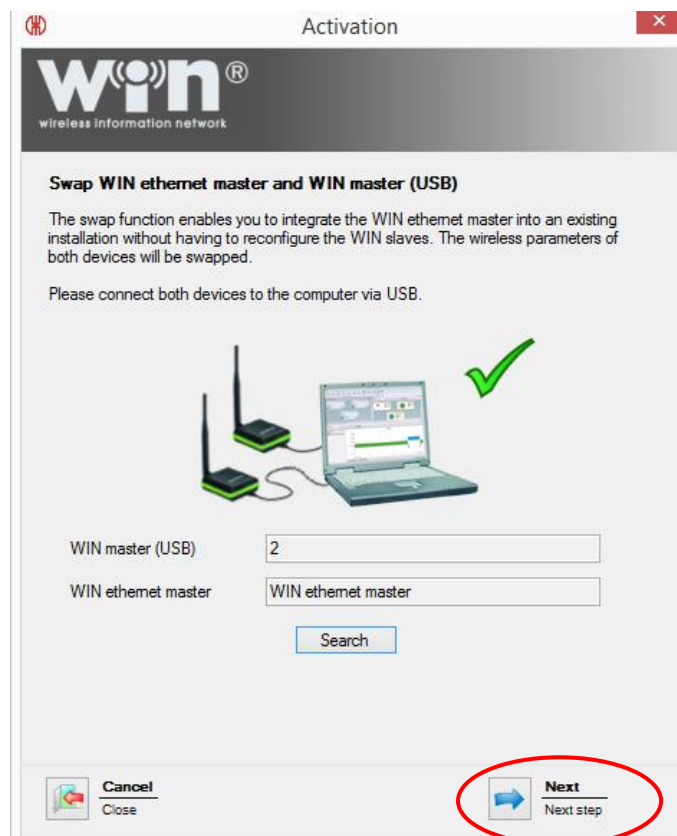 Activation
WIN®
wireless information network
Swap WIN ethernet master and WIN master (USB)
The swap function enables you to integrate the WIN ethernet master into an existing
installation without having to reconfigure the WIN slaves. The wireless parameters of
both devices will be swapped.
Please connect both devices to the computer via USB.
WIN master (USB) 2
WIN ethernet master WIN ethernet master
Search
Cancel
Close
Next
Next step